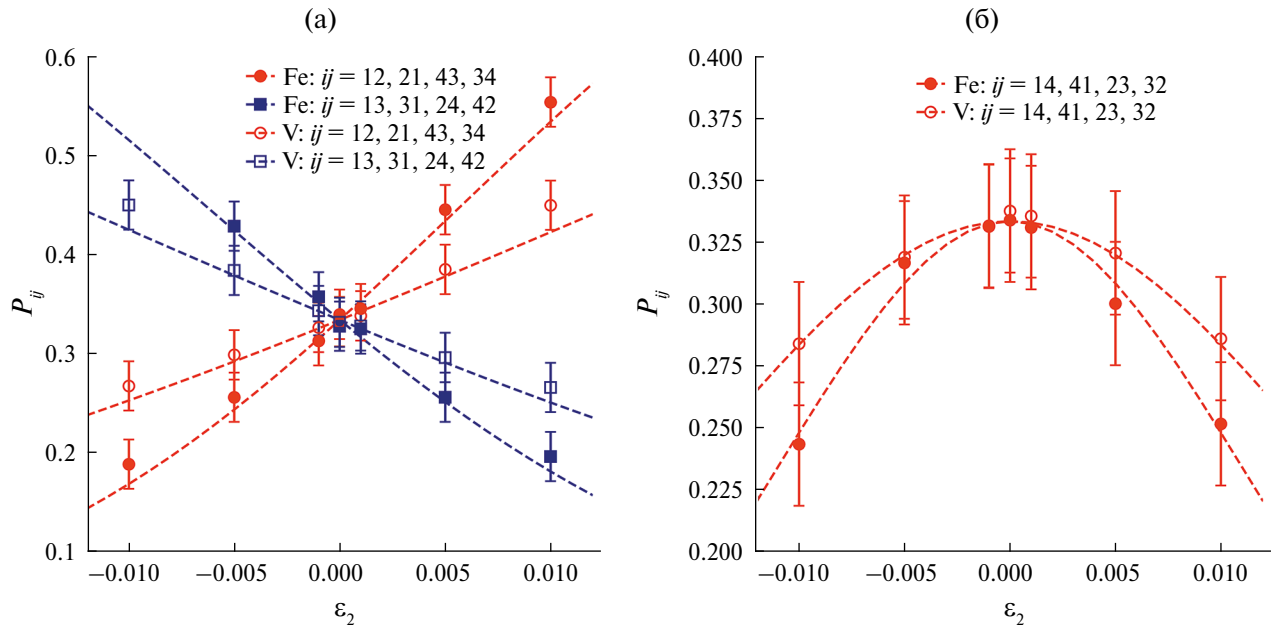 (а)
0.6
0.5
0.4
0.3
0.2
0.1
P_ij
Fe: ij = 12, 21, 43, 34
Fe: ij = 13, 31, 24, 42
V: ij = 12, 21, 43, 34
V: ij = 13, 31, 24, 42
−0.010 −0.005 0.000 0.005 0.010
ε_2
(б)
0.400
0.375
0.350
0.325
0.300
0.275
0.250
0.225
0.200
P_ij
Fe: ij = 14, 41, 23, 32
V: ij = 14, 41, 23, 32
−0.010 −0.005 0.000 0.005 0.010
ε_2